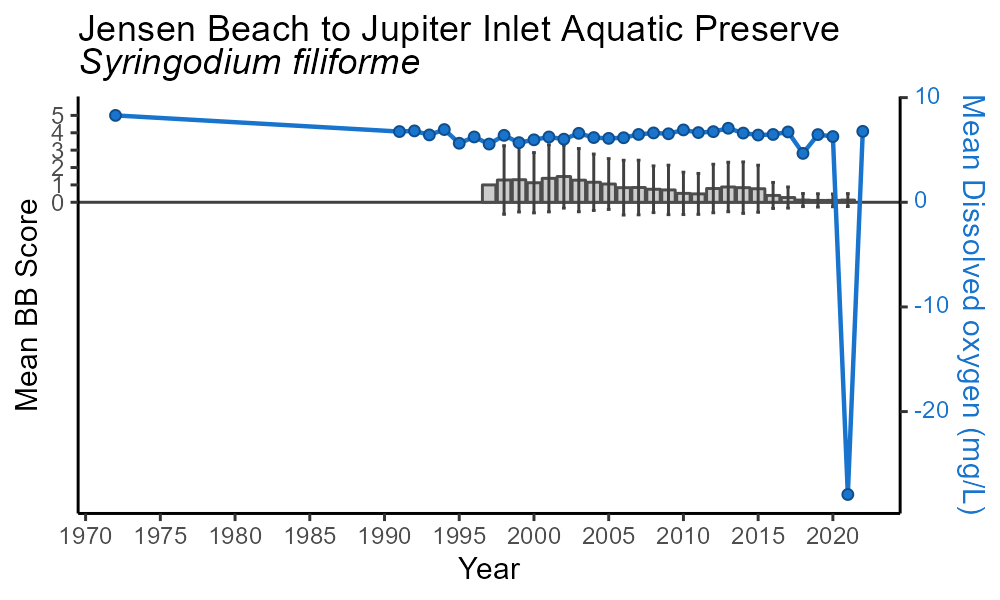 Jensen Beach to Jupiter Inlet Aquatic Preserve
Syringodium filiforme
Mean BB Score
5
4
3
2
1
0
10
0
-10
-20
Mean Dissolved oxygen (mg/L)
1970 1975 1980 1985 1990 1995 2000 2005 2010 2015 2020
Year